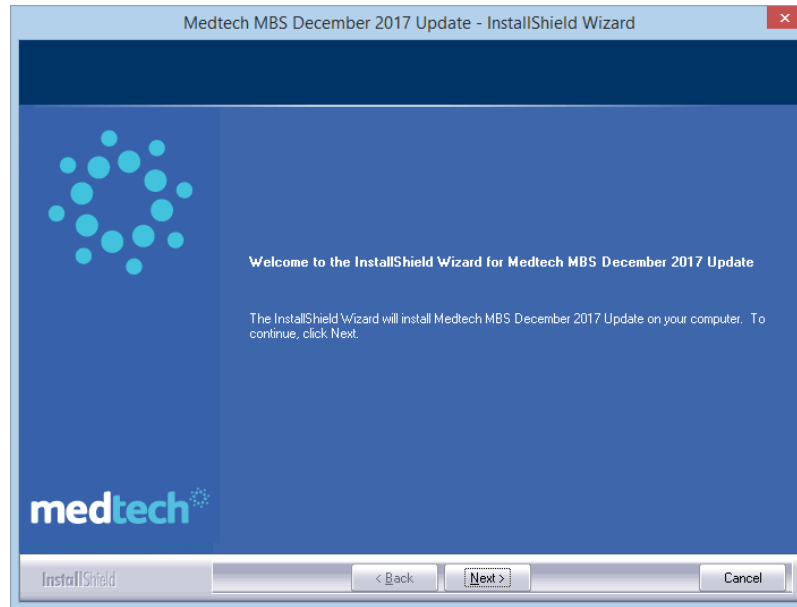 Medtech MBS December 2017 Update - InstallShield Wizard
Welcome to the InstallShield Wizard for Medtech MBS December 2017 Update
The InstallShield Wizard will install Medtech MBS December 2017 Update on your computer. To
continue, click Next.
medtech
InstallShield
< Back
Next >
Cancel